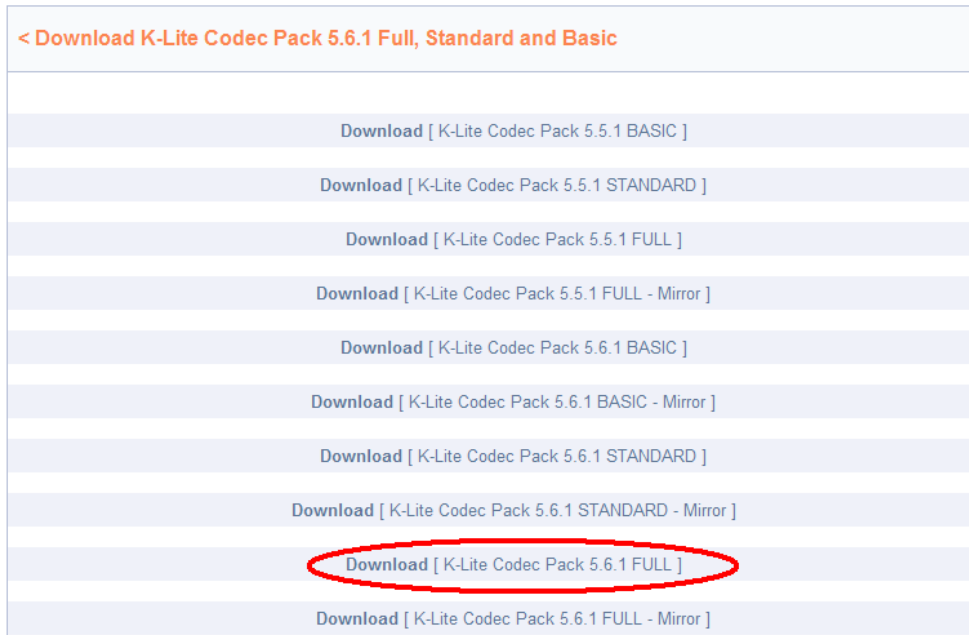 < Download K-Lite Codec Pack 5.6.1 Full, Standard and Basic
Download [ K-Lite Codec Pack 5.5.1 BASIC ]
Download [ K-Lite Codec Pack 5.5.1 STANDARD ]
Download [ K-Lite Codec Pack 5.5.1 FULL ]
Download [ K-Lite Codec Pack 5.5.1 FULL - Mirror ]
Download [ K-Lite Codec Pack 5.6.1 BASIC ]
Download [ K-Lite Codec Pack 5.6.1 BASIC - Mirror ]
Download [ K-Lite Codec Pack 5.6.1 STANDARD ]
Download [ K-Lite Codec Pack 5.6.1 STANDARD - Mirror ]
Download [ K-Lite Codec Pack 5.6.1 FULL ]
Download [ K-Lite Codec Pack 5.6.1 FULL - Mirror ]